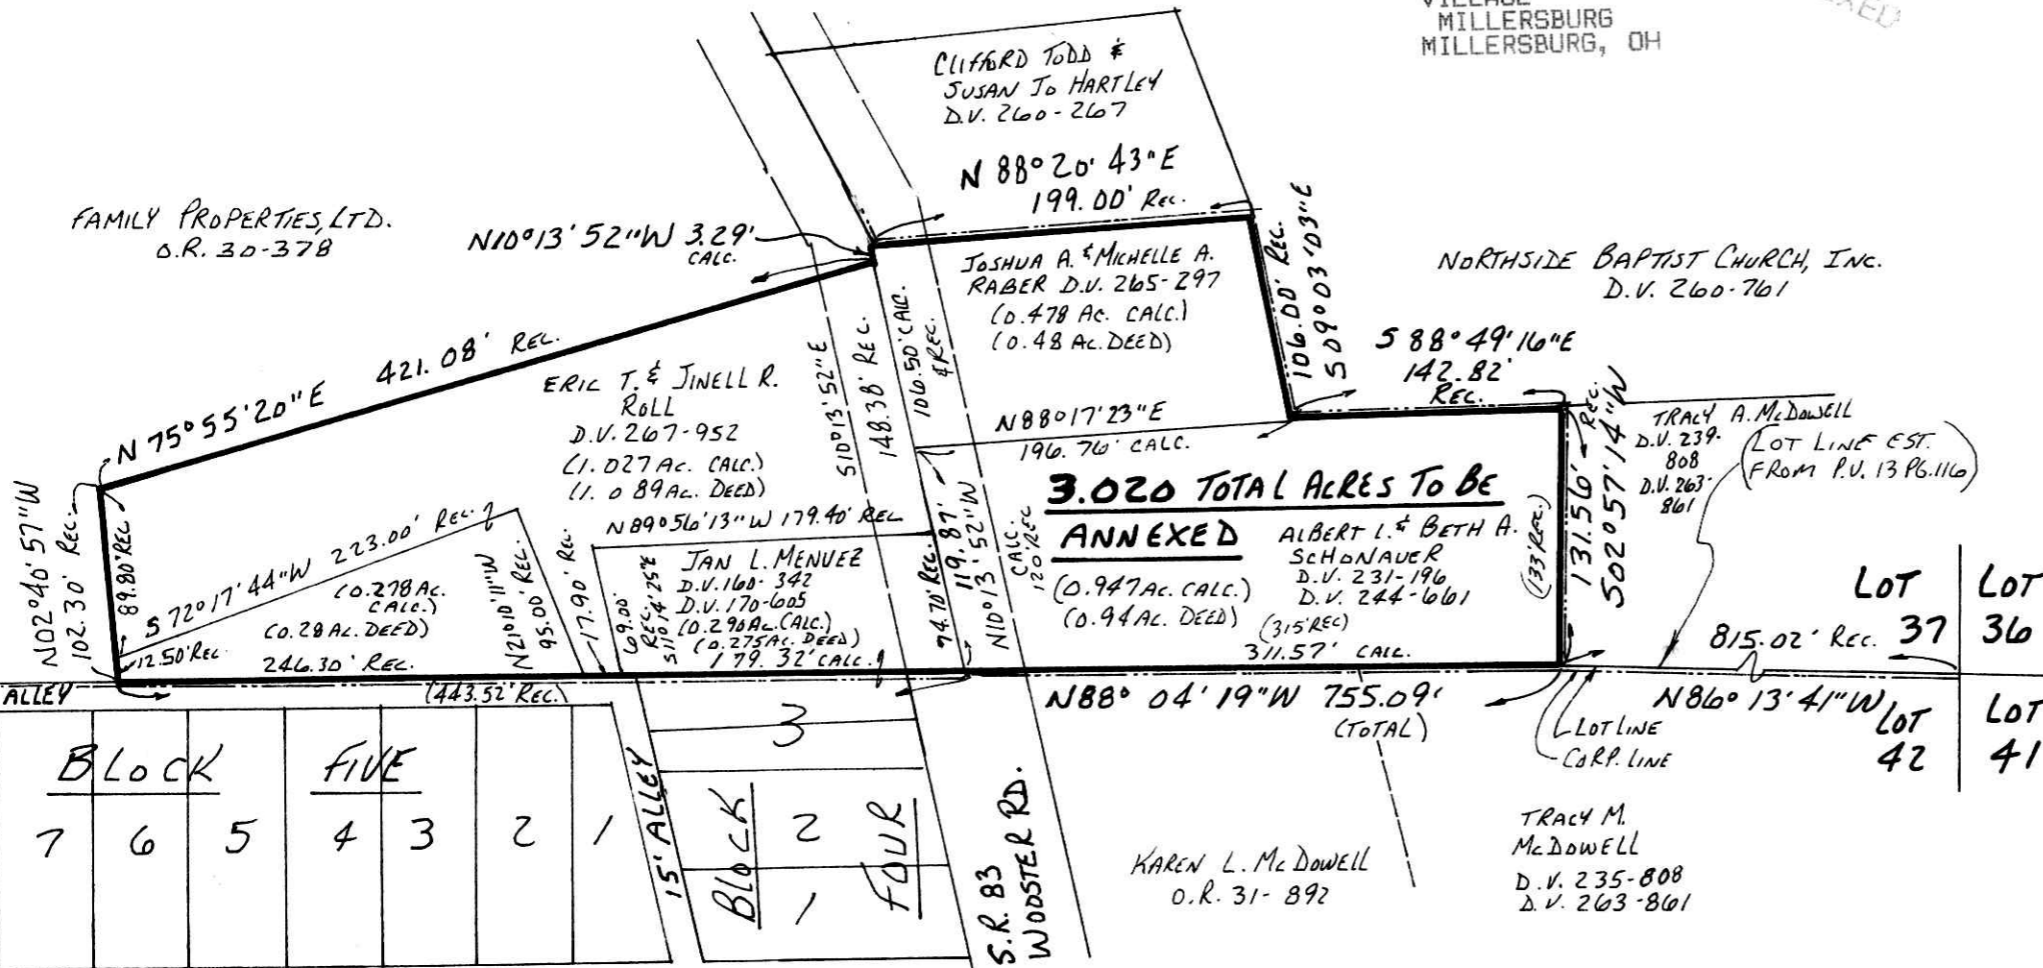 VILLAGE
MILLERSBURG
MILLERSBURG, OH
CLIFFORD TODD &
SUSAN JO HARTLEY
D.V. 260-267
N 88° 20' 43" E
199.00' REC.
FAMILY PROPERTIES, LTD.
O.R. 30-378
N10°13'52"W 3.29'
CALC.
JOSHUA A. & MICHELLE A.
RABER D.V. 265-297
(0.478 AC. CALC.)
(0.48 AC. DEED)
106.00' REC.
S09°03'03"E
NORTHSIDE BAPTIST CHURCH, INC.
D.V. 260-761
S 88°49'16"E
142.82'
REC.
N 75°55'20"E 421.08' REC.
ERIC T. & JINELL R.
ROLL
D.V. 267-952
(1.027 AC. CALC.)
(1.089 AC. DEED)
S10°13'52"E
148.38' REC.
106.50' CALC.
& REC.
N88°17'23"E
196.76' CALC.
TRACY A. McDOWELL
D.V. 239-
808
D.V. 263-
861
(LOT LINE EST.
FROM P.V. 13 PG. 116)
3.020 TOTAL ACRES TO BE
ANNEXED
ALBERT L. & BETH A.
SCHONAUER
D.V. 231-196
D.V. 244-661
(0.947 AC. CALC.)
(0.94 AC. DEED)
(315' REC)
311.57' CALC.
(133' REC.)
131.56' REC.
S02°57'14"W
N02°40'57"W
102.30' REC.
89.80' REC
S 72°17'44"W 223.00' REC.
12.50' REC.
(0.278 AC.
CALC.)
(0.28 AC. DEED)
246.30' REC.
N21°10'11"W
95.00' REC.
17.90' REC.
N89°56'13"W 179.40' REC
JAN L. MENUEZ
D.V. 160-342
D.V. 170-605
(0.290 AC. CALC.)
(0.275 AC. DEED)
179.32' CALC.
69.00'
REC.
S11°14'25"E
74.70' REC.
119.87'
N10°13'52"W
CALC.
120' REC
LOT
37
LOT
36
815.02' REC.
ALLEY
(443.52' REC.)
N88° 04' 19"W 755.09'
(TOTAL)
N86° 13' 41" W
LOT
42
LOT
41
LOT LINE
CORP. LINE
BLOCK FIVE
7 6 5 4 3 2 1
15' ALLEY
3
2
1
BLOCK FOUR
S.R. 83
WOOSTER RD.
KAREN L. McDOWELL
O.R. 31-892
TRACY M.
McDOWELL
D.V. 235-808
D.V. 263-861